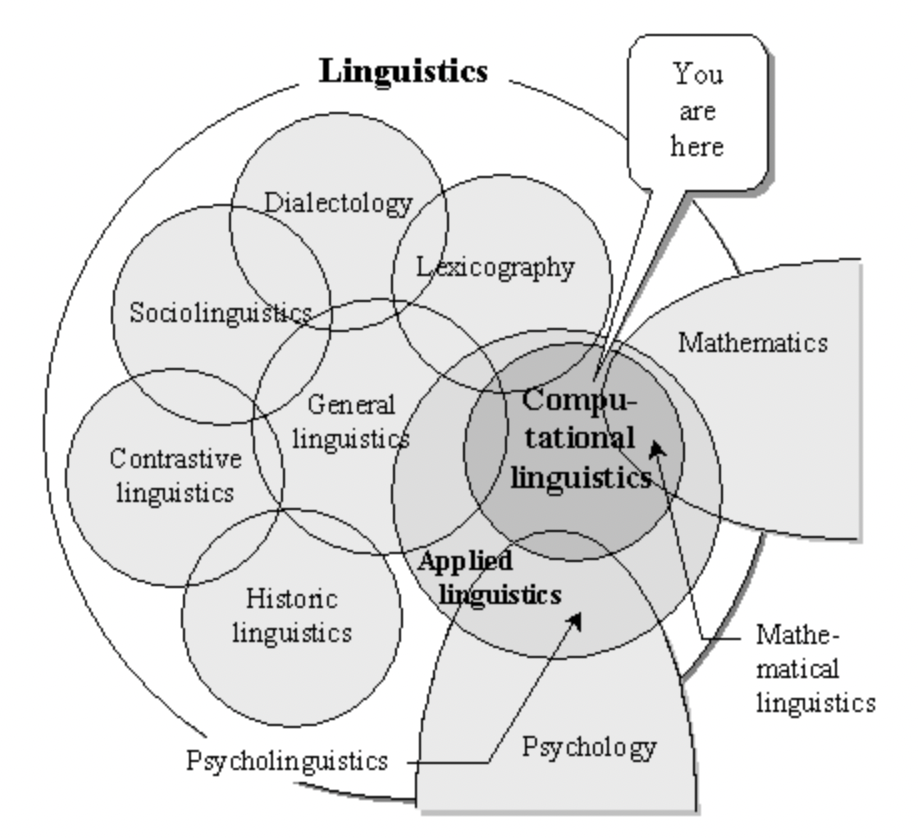 Linguistics
You
are
here
Dialectology
Lexicography
Sociolinguistics
Mathematics
General
linguistics
Compu-
tational
linguistics
Contrastive
linguistics
Applied
linguistics
Historic
linguistics
Mathe-
matical
linguistics
Psycholinguistics
Psychology